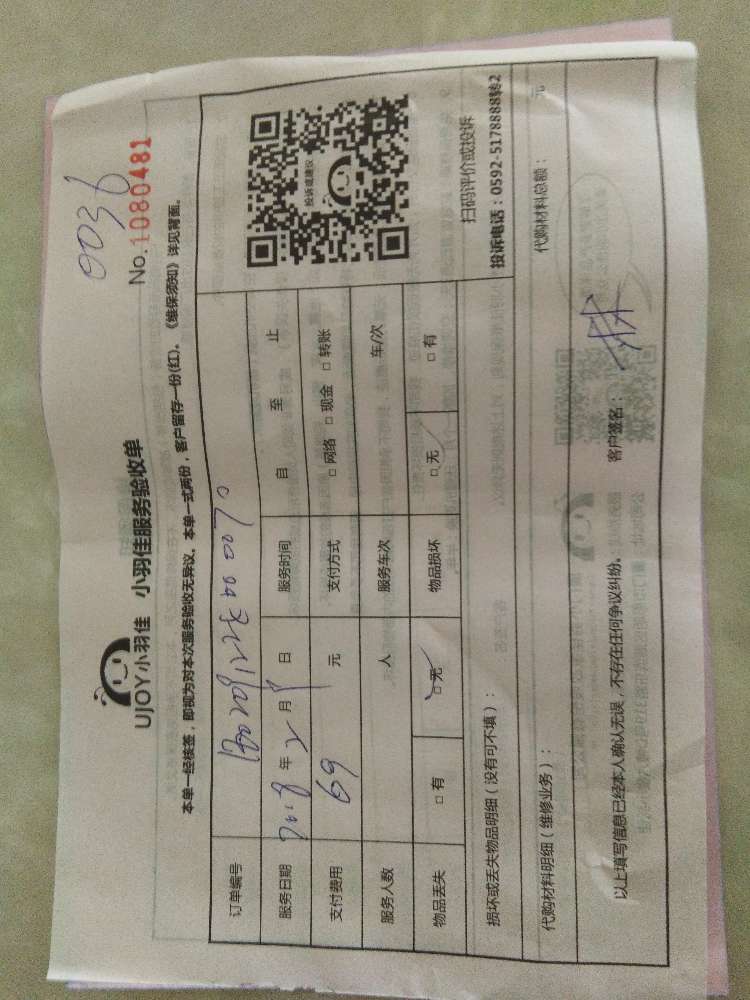 0036
UJOY小羽佳 小羽佳服务验收单 No.1080481
本单一经核签，即视为对本次服务验收无异议。本单一式两份，客户留存一份(红)。《维保须知》详见背面。
订单编号
服务日期 年 2 月 日 服务时间 自 至 止
支付费用 69 元 支付方式 □ 网络 □ 现金 □ 转账
服务人数 人 服务车次 车/次
物品丢失 □ 有 □ 无 物品损坏 □ 无 □ 有
投诉或建议
扫码评价或投诉
投诉电话：0592-5178888转2
损坏或丢失物品明细（没有可不填）：
代购材料明细（维修业务）： 代购材料总额： 元
以上填写信息已经本人确认无误，不存在任何争议纠纷。 客户签名：